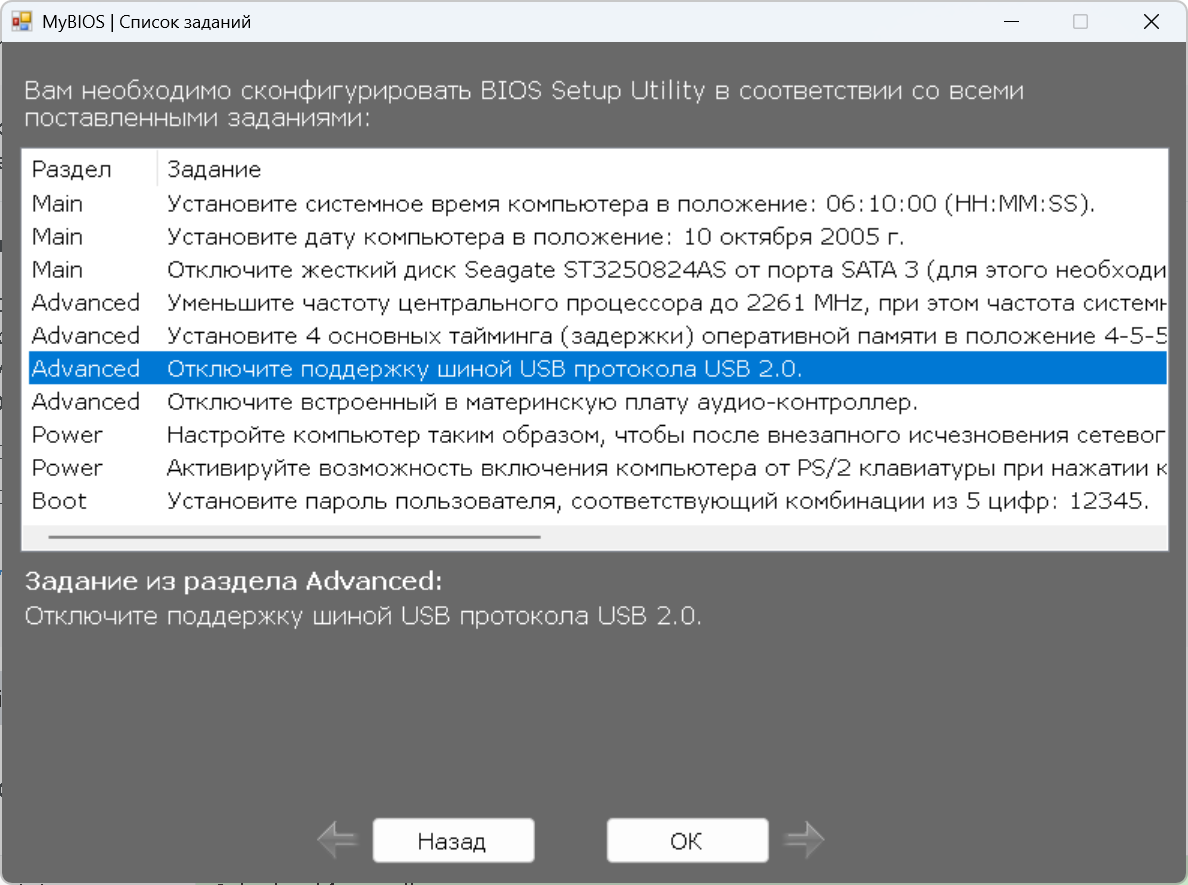 MyBIOS | Список заданий
Вам необходимо сконфигурировать BIOS Setup Utility в соответствии со всеми
поставленными заданиями:
Раздел Задание
Main Установите системное время компьютера в положение: 06:10:00 (HH:MM:SS).
Main Установите дату компьютера в положение: 10 октября 2005 г.
Main Отключите жесткий диск Seagate ST3250824AS от порта SATA 3 (для этого необходи
Advanced Уменьшите частоту центрального процессора до 2261 MHz, при этом частота систем
Advanced Установите 4 основных тайминга (задержки) оперативной памяти в положение 4-5-5
Advanced Отключите поддержку шиной USB протокола USB 2.0.
Advanced Отключите встроенный в материнскую плату аудио-контроллер.
Power Настройте компьютер таким образом, чтобы после внезапного исчезновения сетевог
Power Активируйте возможность включения компьютера от PS/2 клавиатуры при нажатии к
Boot Установите пароль пользователя, соответствующий комбинации из 5 цифр: 12345.
Задание из раздела Advanced:
Отключите поддержку шиной USB протокола USB 2.0.
Назад OK